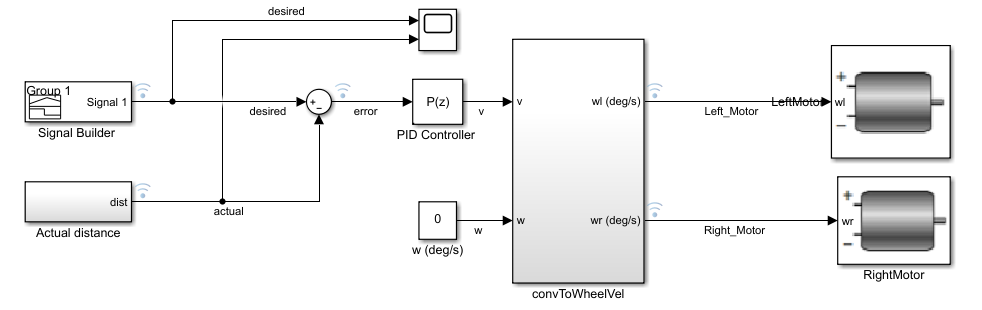 desired
Group 1
Signal 1
Signal Builder
desired
+
−
error
P(z)
PID Controller
v
v
wl (deg/s)
Left_Motor
LeftMotor
+
wl
−
dist
Actual distance
actual
0
w (deg/s)
w
w
wr (deg/s)
Right_Motor
+
wr
−
RightMotor
convToWheelVel